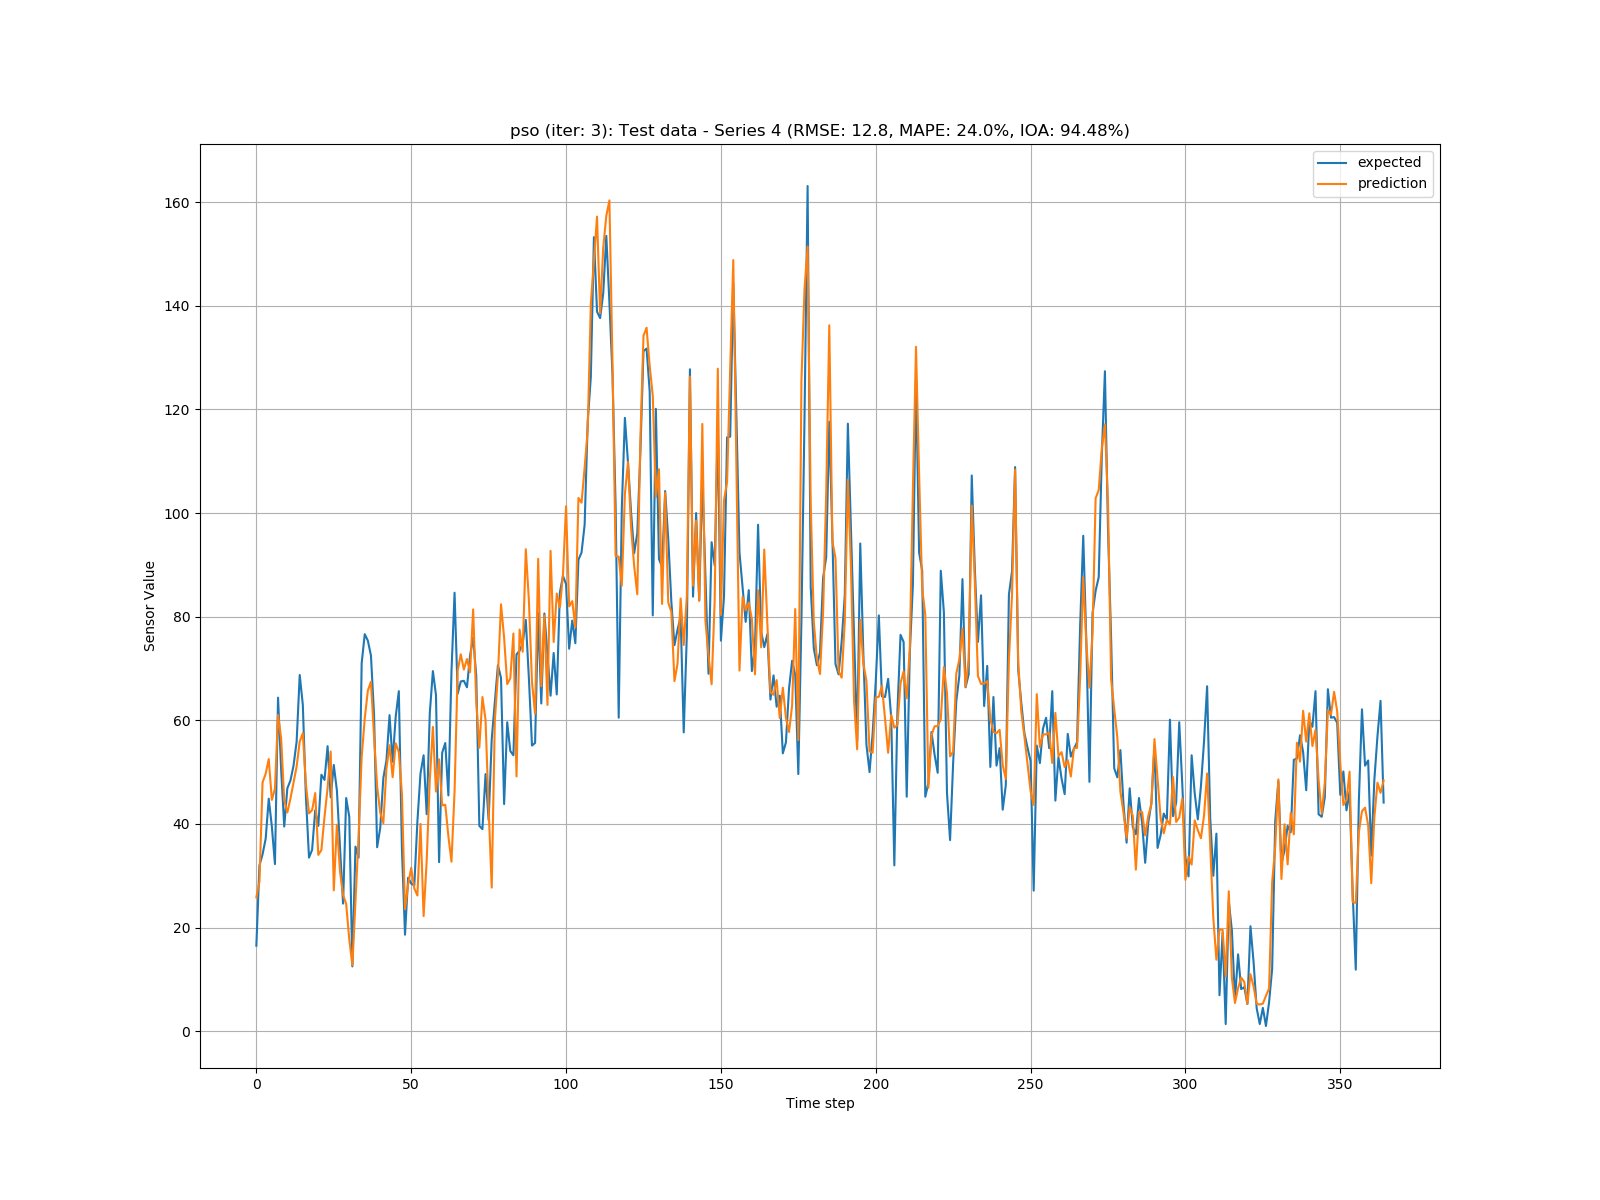 pso (iter: 3): Test data - Series 4 (RMSE: 12.8, MAPE: 24.0%, IOA: 94.48%)
expected
prediction
160
140
120
100
80
60
40
20
0
Sensor Value
0 50 100 150 200 250 300 350
Time step